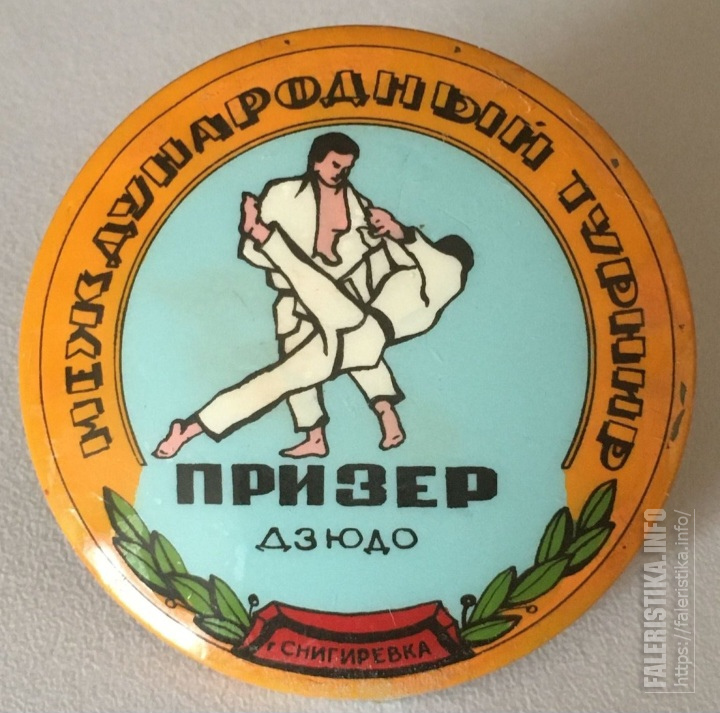 МЕЖДУНАРОДНЫЙ ТУРНИР
ПРИЗЕР
ДЗЮДО
г. СНИГИРЕВКА
FALERISTIKA.INFO
https://faleristika.info/